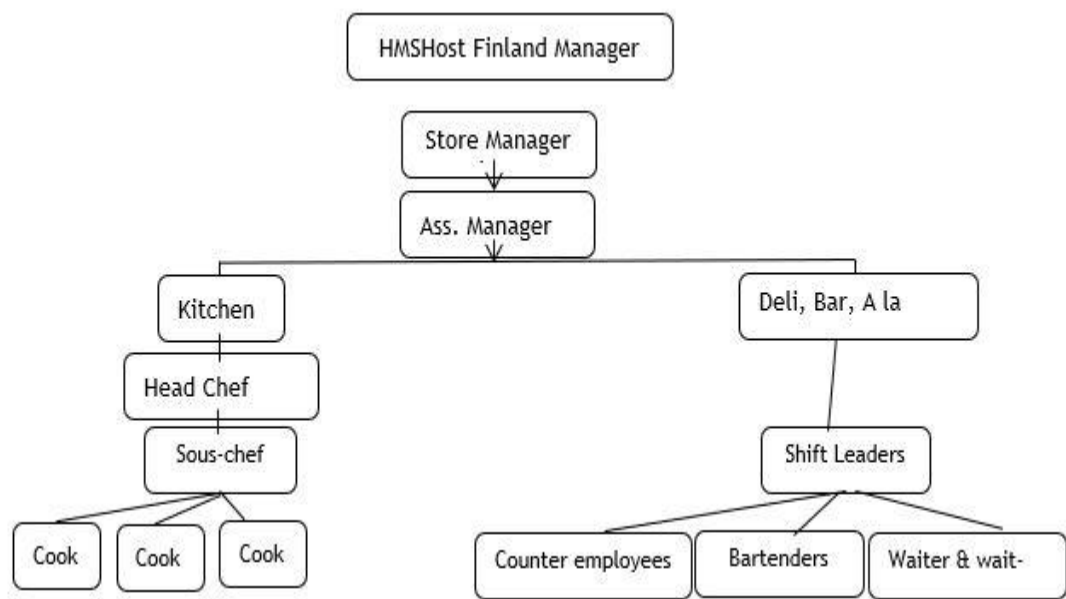 HMSHost Finland Manager
Store Manager
Ass. Manager
Kitchen
Deli, Bar, A la
Head Chef
Sous-chef
Shift Leaders
Cook
Cook
Cook
Counter employees
Bartenders
Waiter & wait-